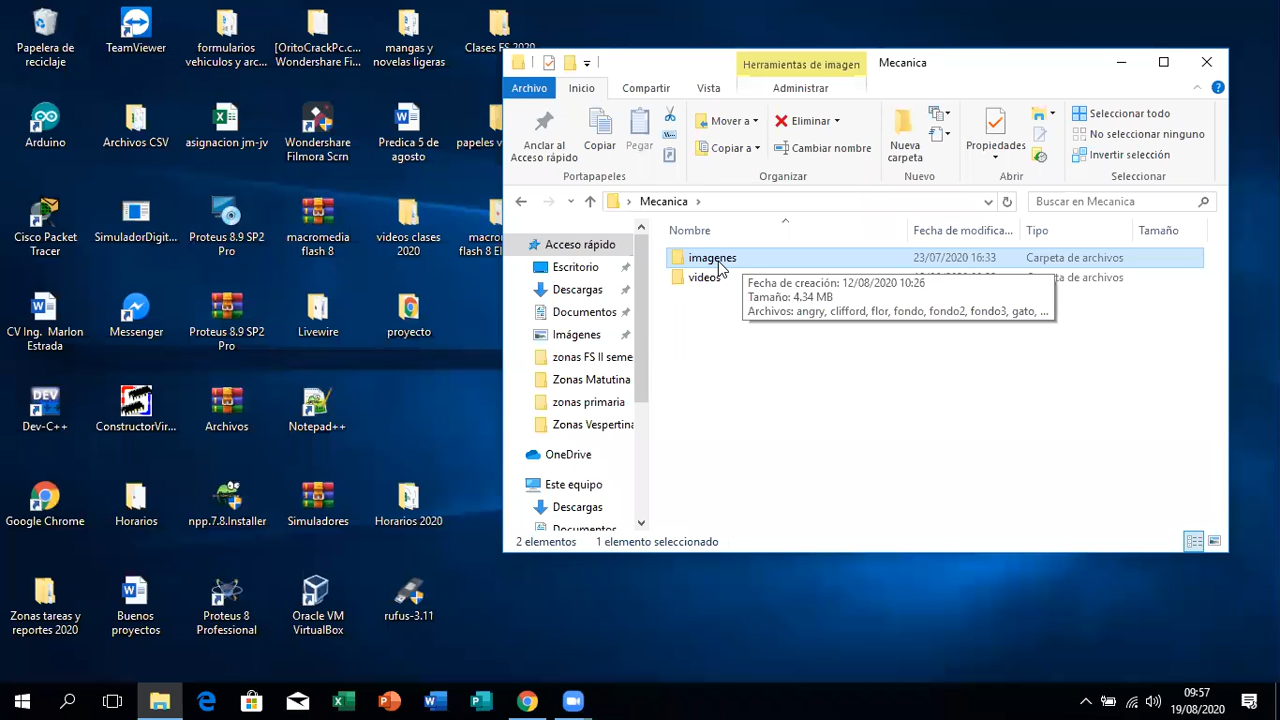 Papelera de
reciclaje
TeamViewer
formularios
vehiculos y arc...
[OritoCrackPc.c...
Wondershare Fi...
mangas y
novelas ligeras
Clases FS 2020
Arduino
Archivos CSV
asignacion jm-jv
Wondershare
Filmora Scrn
Predica 5 de
agosto
papeles v
Cisco Packet
Tracer
SimuladorDigit...
Proteus 8.9 SP2
Pro
macromedia
flash 8
videos clases
2020
macrom
flash 8 El
CV Ing. Marlon
Estrada
Messenger
Proteus 8.9 SP2
Pro
Livewire
proyecto
DEV
Dev-C++
ConstructorVir...
Archivos
Notepad++
Google Chrome
Horarios
npp.7.8.Installer
Simuladores
Horarios 2020
Zonas tareas y
reportes 2020
Buenos
proyectos
Proteus 8
Professional
Oracle VM
VirtualBox
rufus-3.11
Herramientas de imagen
Mecanica
Archivo
Inicio
Compartir
Vista
Administrar
Anclar al
Acceso rápido
Copiar
Pegar
Portapapeles
Mover a
Copiar a
Eliminar
Cambiar nombre
Organizar
Nueva
carpeta
Nuevo
Propiedades
Abrir
Seleccionar todo
No seleccionar ninguno
Invertir selección
Seleccionar
Mecanica
Buscar en Mecanica
Acceso rápido
Escritorio
Descargas
Documentos
Imágenes
zonas FS II seme
Zonas Matutina
zonas primaria
Zonas Vespertina
OneDrive
Este equipo
Descargas
Documentos
Nombre
Fecha de modifica...
Tipo
Tamaño
imagenes
23/07/2020 16:33
Carpeta de archivos
videos
Carpeta de archivos
Fecha de creación: 12/08/2020 10:26
Tamaño: 4.34 MB
Archivos: angry, clifford, flor, fondo, fondo2, fondo3, gato, ...
2 elementos
1 elemento seleccionado
09:57
19/08/2020